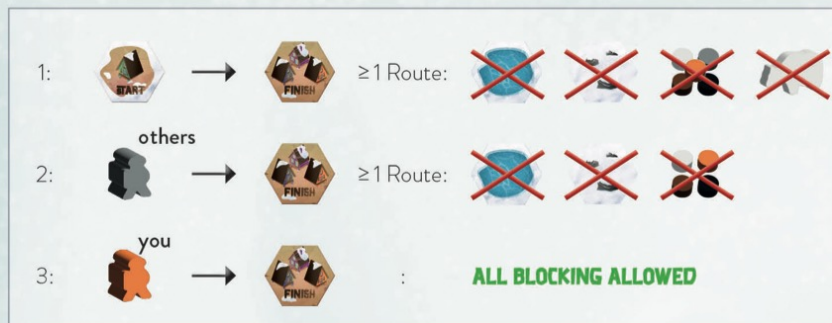 1: START FINISH ≥1 Route:
others
2: FINISH ≥1 Route:
you
3: FINISH : ALL BLOCKING ALLOWED